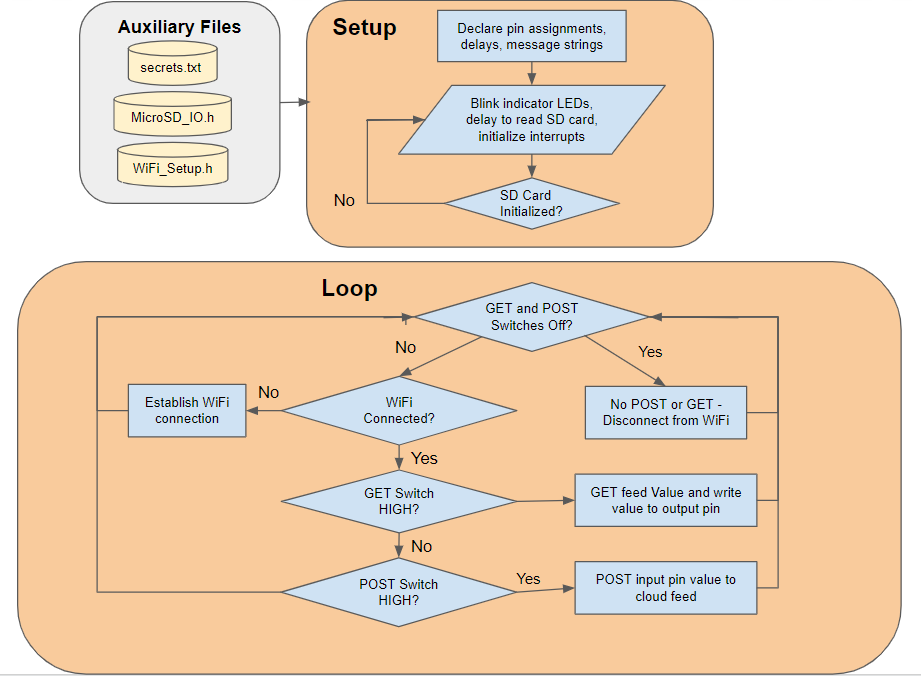 Auxiliary Files
secrets.txt
MicroSD_IO.h
WiFi_Setup.h
Setup
Declare pin assignments,
delays, message strings
Blink indicator LEDs,
delay to read SD card,
initialize interrupts
SD Card
Initialized?
No
Loop
GET and POST
Switches Off?
No
Yes
Establish WiFi
connection
No
WiFi
Connected?
No POST or GET -
Disconnect from WiFi
Yes
GET Switch
HIGH?
GET feed Value and write
value to output pin
No
POST Switch
HIGH?
Yes
POST input pin value to
cloud feed